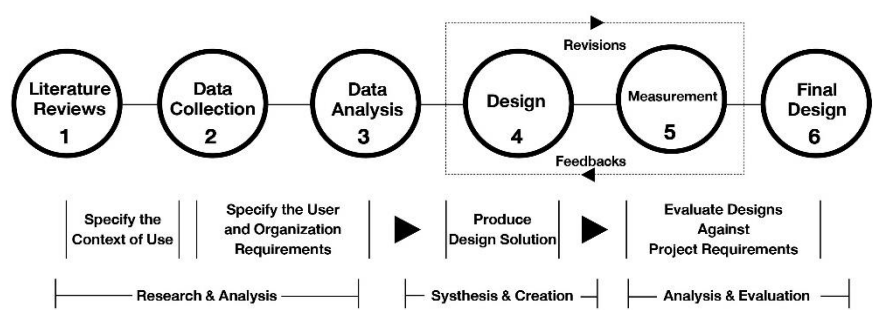 Revisions
Literature
Reviews
1
Data
Collection
2
Data
Analysis
3
Design
4
Measurement
5
Final
Design
6
Feedbacks
Specify the
Context of Use
Specify the User
and Organization
Requirements
Produce
Design Solution
Evaluate Designs
Against
Project Requirements
Research & Analysis
Systhesis & Creation
Analysis & Evaluation